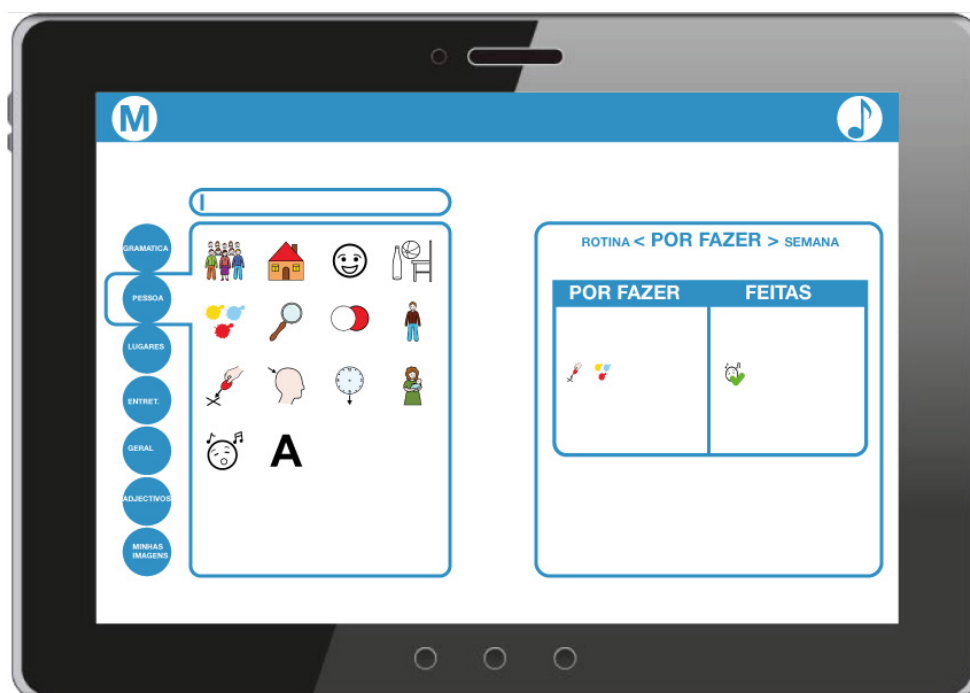 M
GRAMATICA
PESSOA
LUGARES
ENTRET.
GERAL
ADJECTIVOS
MINHAS
IMAGENS
A
ROTINA < POR FAZER > SEMANA
POR FAZER FEITAS